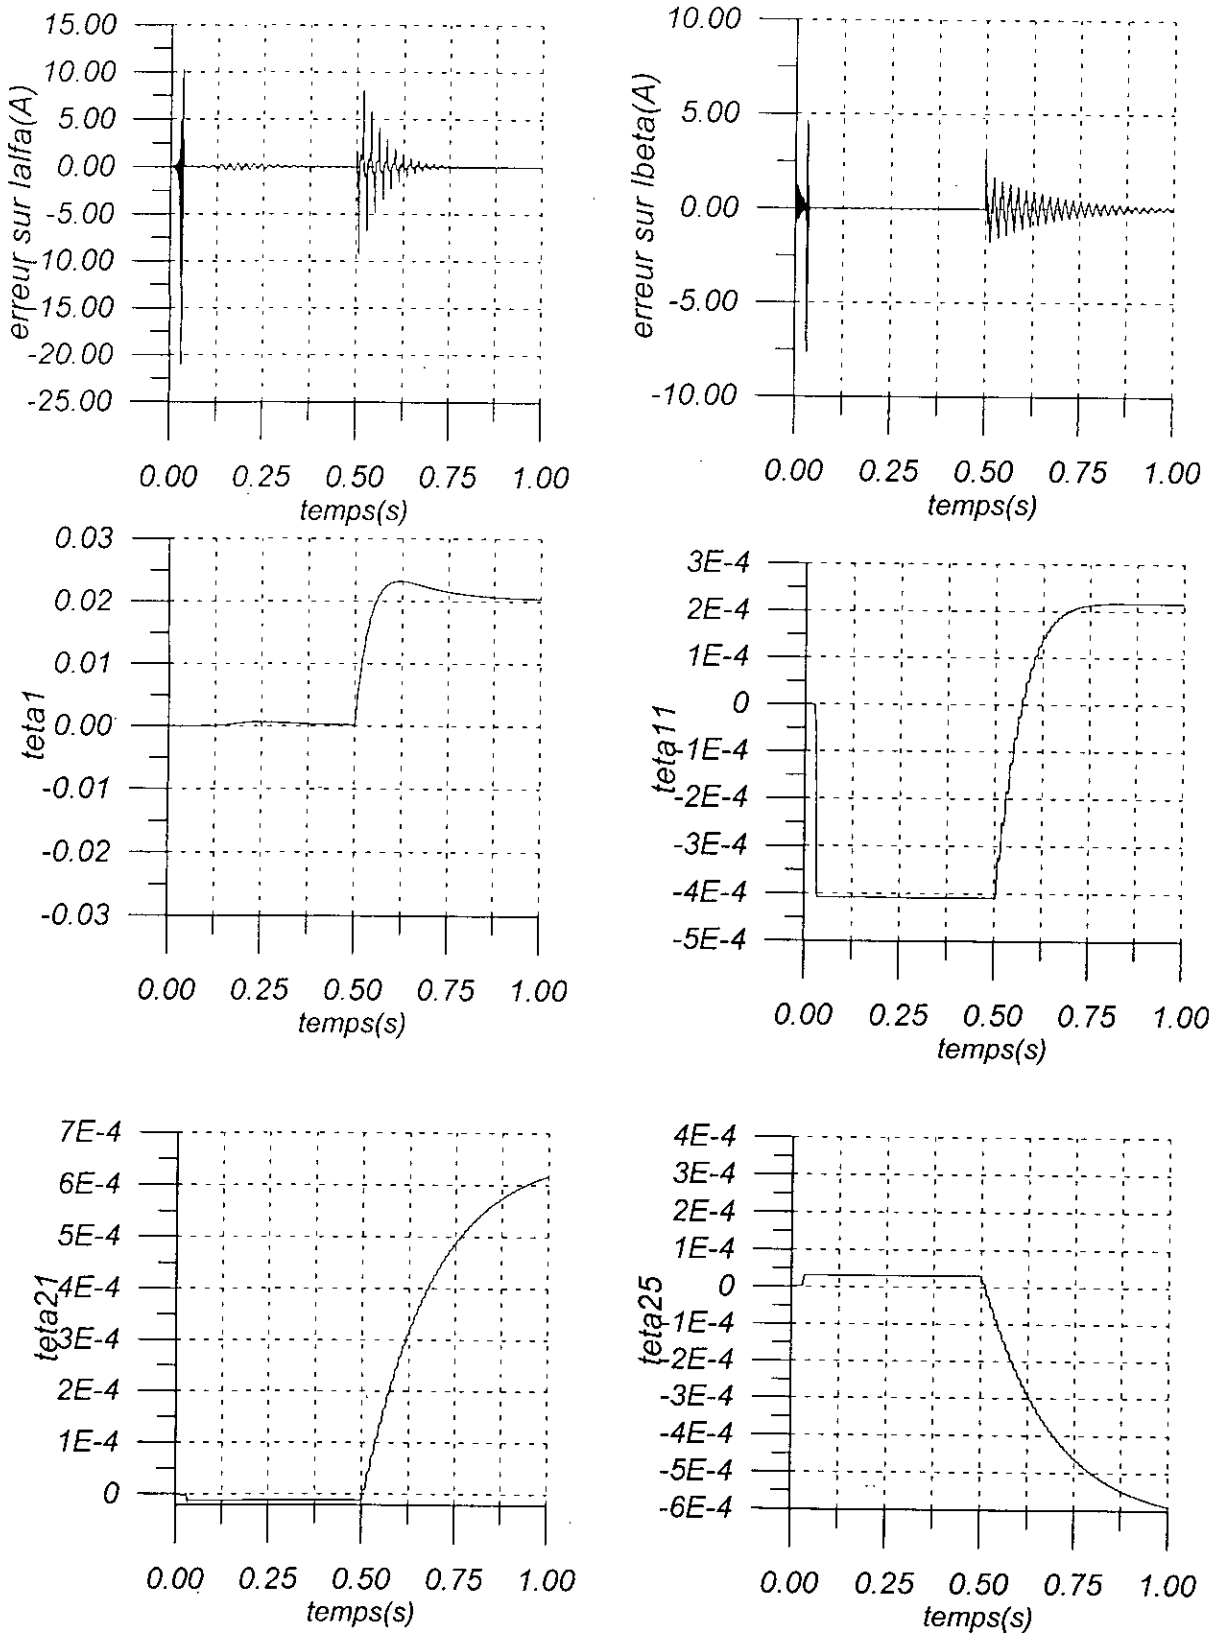 15.00
10.00
5.00
0.00
-5.00
-10.00
-15.00
-20.00
-25.00
erreur sur Ialfa(A)
0.00 0.25 0.50 0.75 1.00
temps(s)
10.00
5.00
0.00
-5.00
-10.00
erreur sur Ibeta(A)
0.00 0.25 0.50 0.75 1.00
temps(s)
0.03
0.02
0.01
0.00
-0.01
-0.02
-0.03
teta1
0.00 0.25 0.50 0.75 1.00
temps(s)
3E-4
2E-4
1E-4
0
-1E-4
-2E-4
-3E-4
-4E-4
-5E-4
teta11
0.00 0.25 0.50 0.75 1.00
temps(s)
7E-4
6E-4
5E-4
4E-4
3E-4
2E-4
1E-4
0
teta21
0.00 0.25 0.50 0.75 1.00
temps(s)
4E-4
3E-4
2E-4
1E-4
0
-1E-4
-2E-4
-3E-4
-4E-4
-5E-4
-6E-4
teta25
0.00 0.25 0.50 0.75 1.00
temps(s)